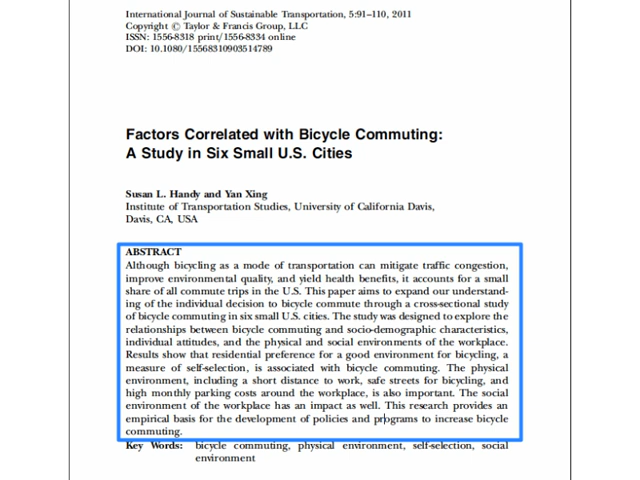 International Journal of Sustainable Transportation, 5:91–110, 2011
Copyright © Taylor & Francis Group, LLC
ISSN: 1556-8318 print/1556-8334 online
DOI: 10.1080/15568310903514789
Factors Correlated with Bicycle Commuting:
A Study in Six Small U.S. Cities
Susan L. Handy and Yan Xing
Institute of Transportation Studies, University of California Davis,
Davis, CA, USA
ABSTRACT
Although bicycling as a mode of transportation can mitigate traffic congestion,
improve environmental quality, and yield health benefits, it accounts for a small
share of all commute trips in the U.S. This paper aims to expand our understand-
ing of the individual decision to bicycle commute through a cross-sectional study
of bicycle commuting in six small U.S. cities. The study was designed to explore the
relationships between bicycle commuting and socio-demographic characteristics,
individual attitudes, and the physical and social environments of the workplace.
Results show that residential preference for a good environment for bicycling, a
measure of self-selection, is associated with bicycle commuting. The physical
environment, including a short distance to work, safe streets for bicycling, and
high monthly parking costs around the workplace, is also important. The social
environment of the workplace has an impact as well. This research provides an
empirical basis for the development of policies and programs to increase bicycle
commuting.
Key Words: bicycle commuting, physical environment, self-selection, social
environment